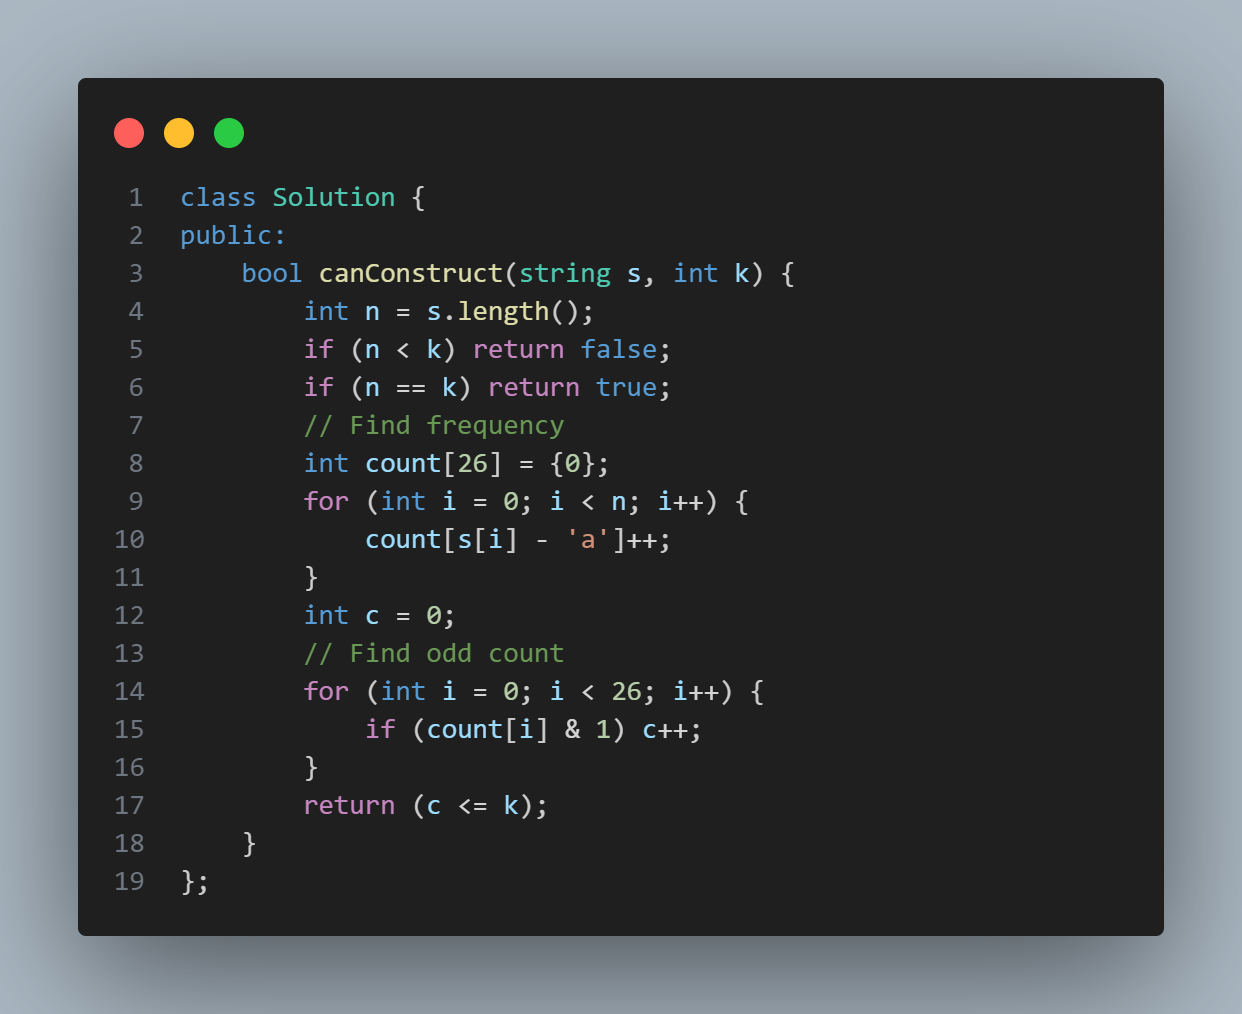 1 class Solution {
2 public:
3     bool canConstruct(string s, int k) {
4         int n = s.length();
5         if (n < k) return false;
6         if (n == k) return true;
7         // Find frequency
8         int count[26] = {0};
9         for (int i = 0; i < n; i++) {
10             count[s[i] - 'a']++;
11         }
12         int c = 0;
13         // Find odd count
14         for (int i = 0; i < 26; i++) {
15             if (count[i] & 1) c++;
16         }
17         return (c <= k);
18     }
19 };